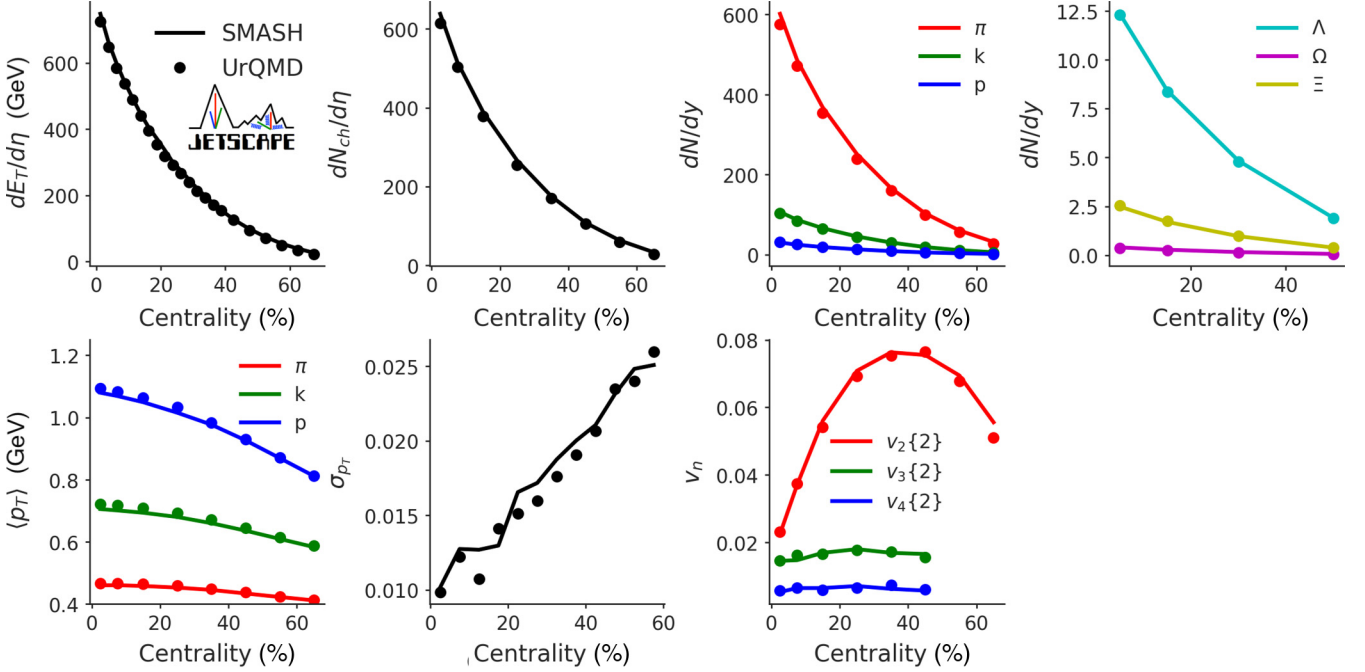 dE_T/dη (GeV)
600
400
200
0
0 20 40 60
Centrality (%)
SMASH
UrQMD
JETSCAPE
dN_{ch}/dη
600
400
200
0
0 20 40 60
Centrality (%)
dN/dy
600
400
200
0
0 20 40 60
Centrality (%)
π
k
p
dN/dy
12.5
10.0
7.5
5.0
2.5
0.0
20 40
Centrality (%)
Λ
Ω
Ξ
⟨p_T⟩ (GeV)
1.2
1.0
0.8
0.6
0.4
0 20 40 60
Centrality (%)
π
k
p
σ_{p_T}
0.025
0.020
0.015
0.010
0 20 40 60
Centrality (%)
v_n
0.08
0.06
0.04
0.02
0 20 40 60
Centrality (%)
v_2{2}
v_3{2}
v_4{2}